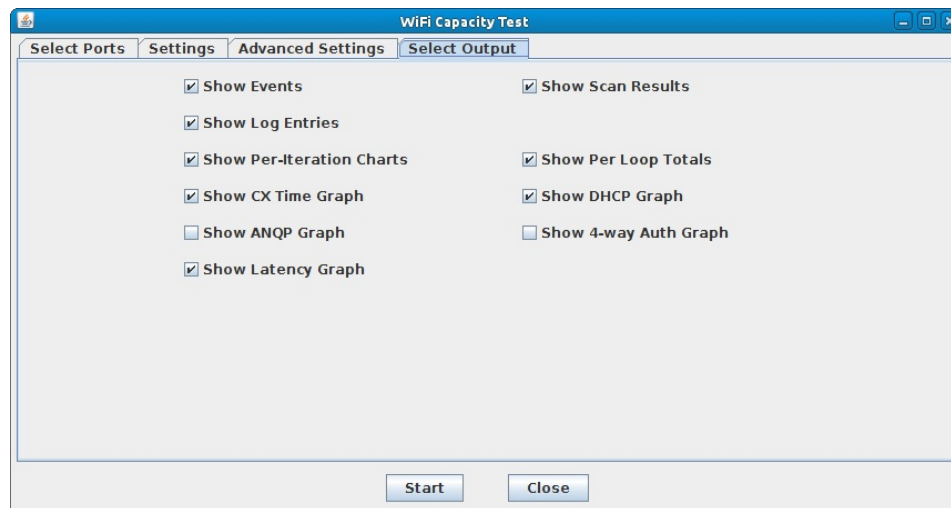 WiFi Capacity Test
Select Ports Settings Advanced Settings Select Output
Show Events Show Scan Results
Show Log Entries
Show Per-Iteration Charts Show Per Loop Totals
Show CX Time Graph Show DHCP Graph
Show ANQP Graph Show 4-way Auth Graph
Show Latency Graph
Start Close